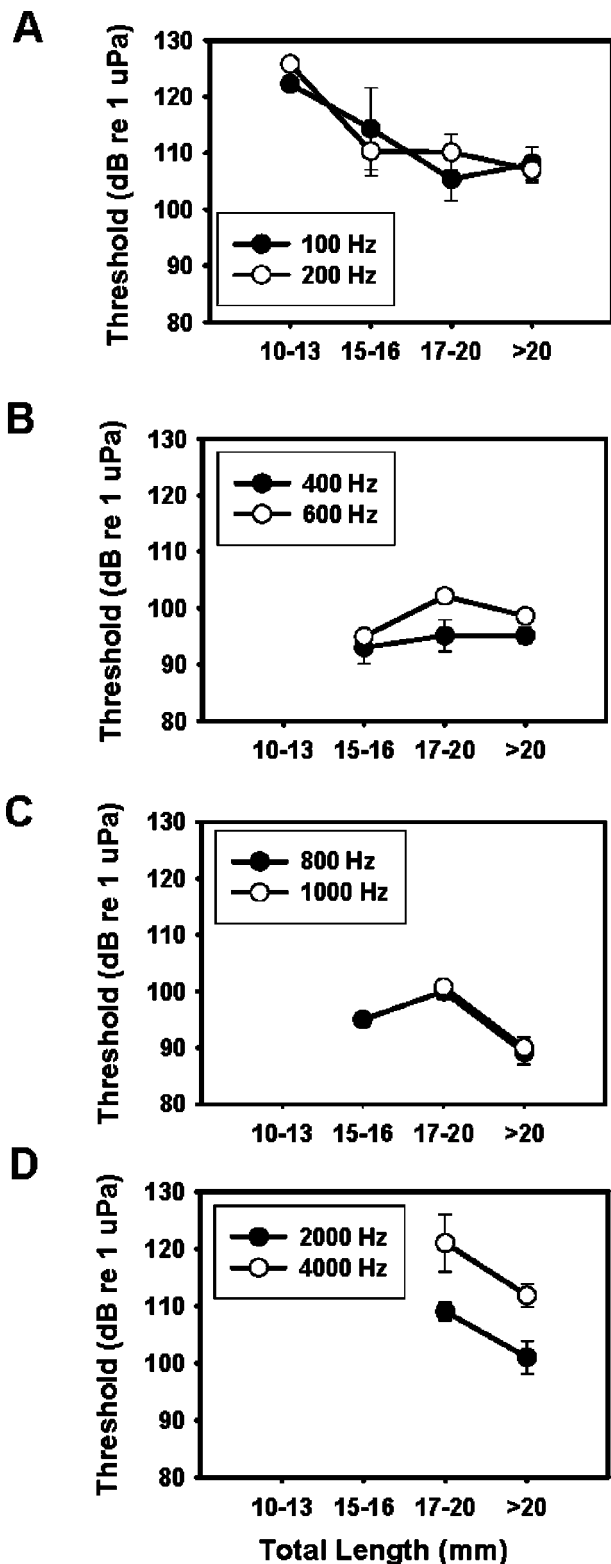 A
Threshold (dB re 1 uPa)
130
120
110
100
90
80
100 Hz
200 Hz
10-13 15-16 17-20 >20
B
Threshold (dB re 1 uPa)
130
120
110
100
90
80
400 Hz
600 Hz
10-13 15-16 17-20 >20
C
Threshold (dB re 1 uPa)
130
120
110
100
90
80
800 Hz
1000 Hz
10-13 15-16 17-20 >20
D
Threshold (dB re 1 uPa)
130
120
110
100
90
80
2000 Hz
4000 Hz
10-13 15-16 17-20 >20
Total Length (mm)